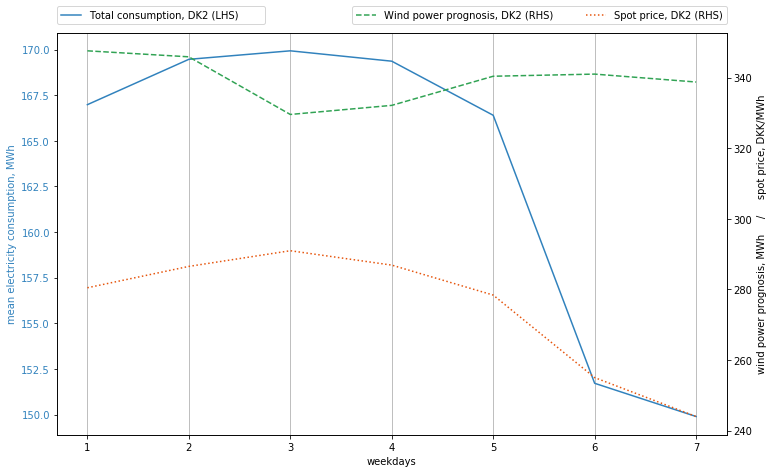 Total consumption, DK2 (LHS)
Wind power prognosis, DK2 (RHS)
Spot price, DK2 (RHS)
mean electricity consumption, MWh
170.0
167.5
165.0
162.5
160.0
157.5
155.0
152.5
150.0
340
320
300
280
260
240
wind power prognosis, MWh / spot price, DKK/MWh
1 2 3 4 5 6 7
weekdays